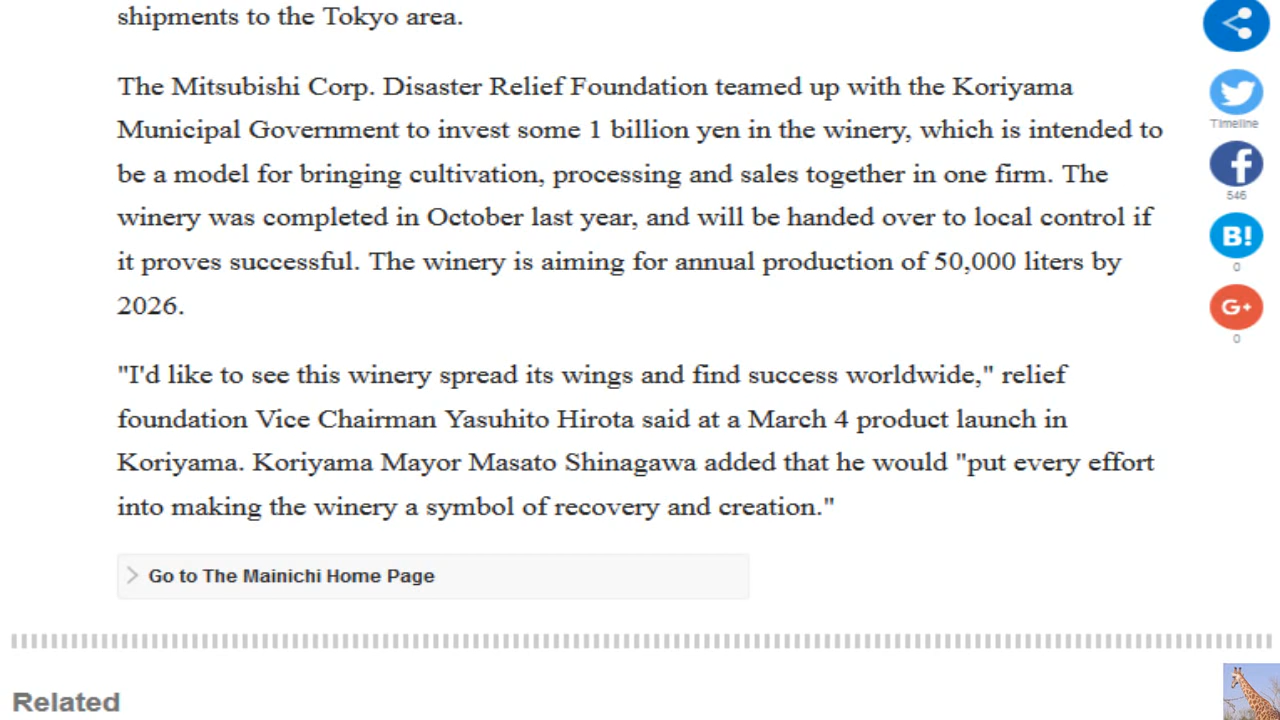 shipments to the Tokyo area.
The Mitsubishi Corp. Disaster Relief Foundation teamed up with the Koriyama
Municipal Government to invest some 1 billion yen in the winery, which is intended to
be a model for bringing cultivation, processing and sales together in one firm. The
winery was completed in October last year, and will be handed over to local control if
it proves successful. The winery is aiming for annual production of 50,000 liters by
2026.
"I'd like to see this winery spread its wings and find success worldwide," relief
foundation Vice Chairman Yasuhito Hirota said at a March 4 product launch in
Koriyama. Koriyama Mayor Masato Shinagawa added that he would "put every effort
into making the winery a symbol of recovery and creation."
Go to The Mainichi Home Page
Related
Timeline
f
546
B!
0
G+
0